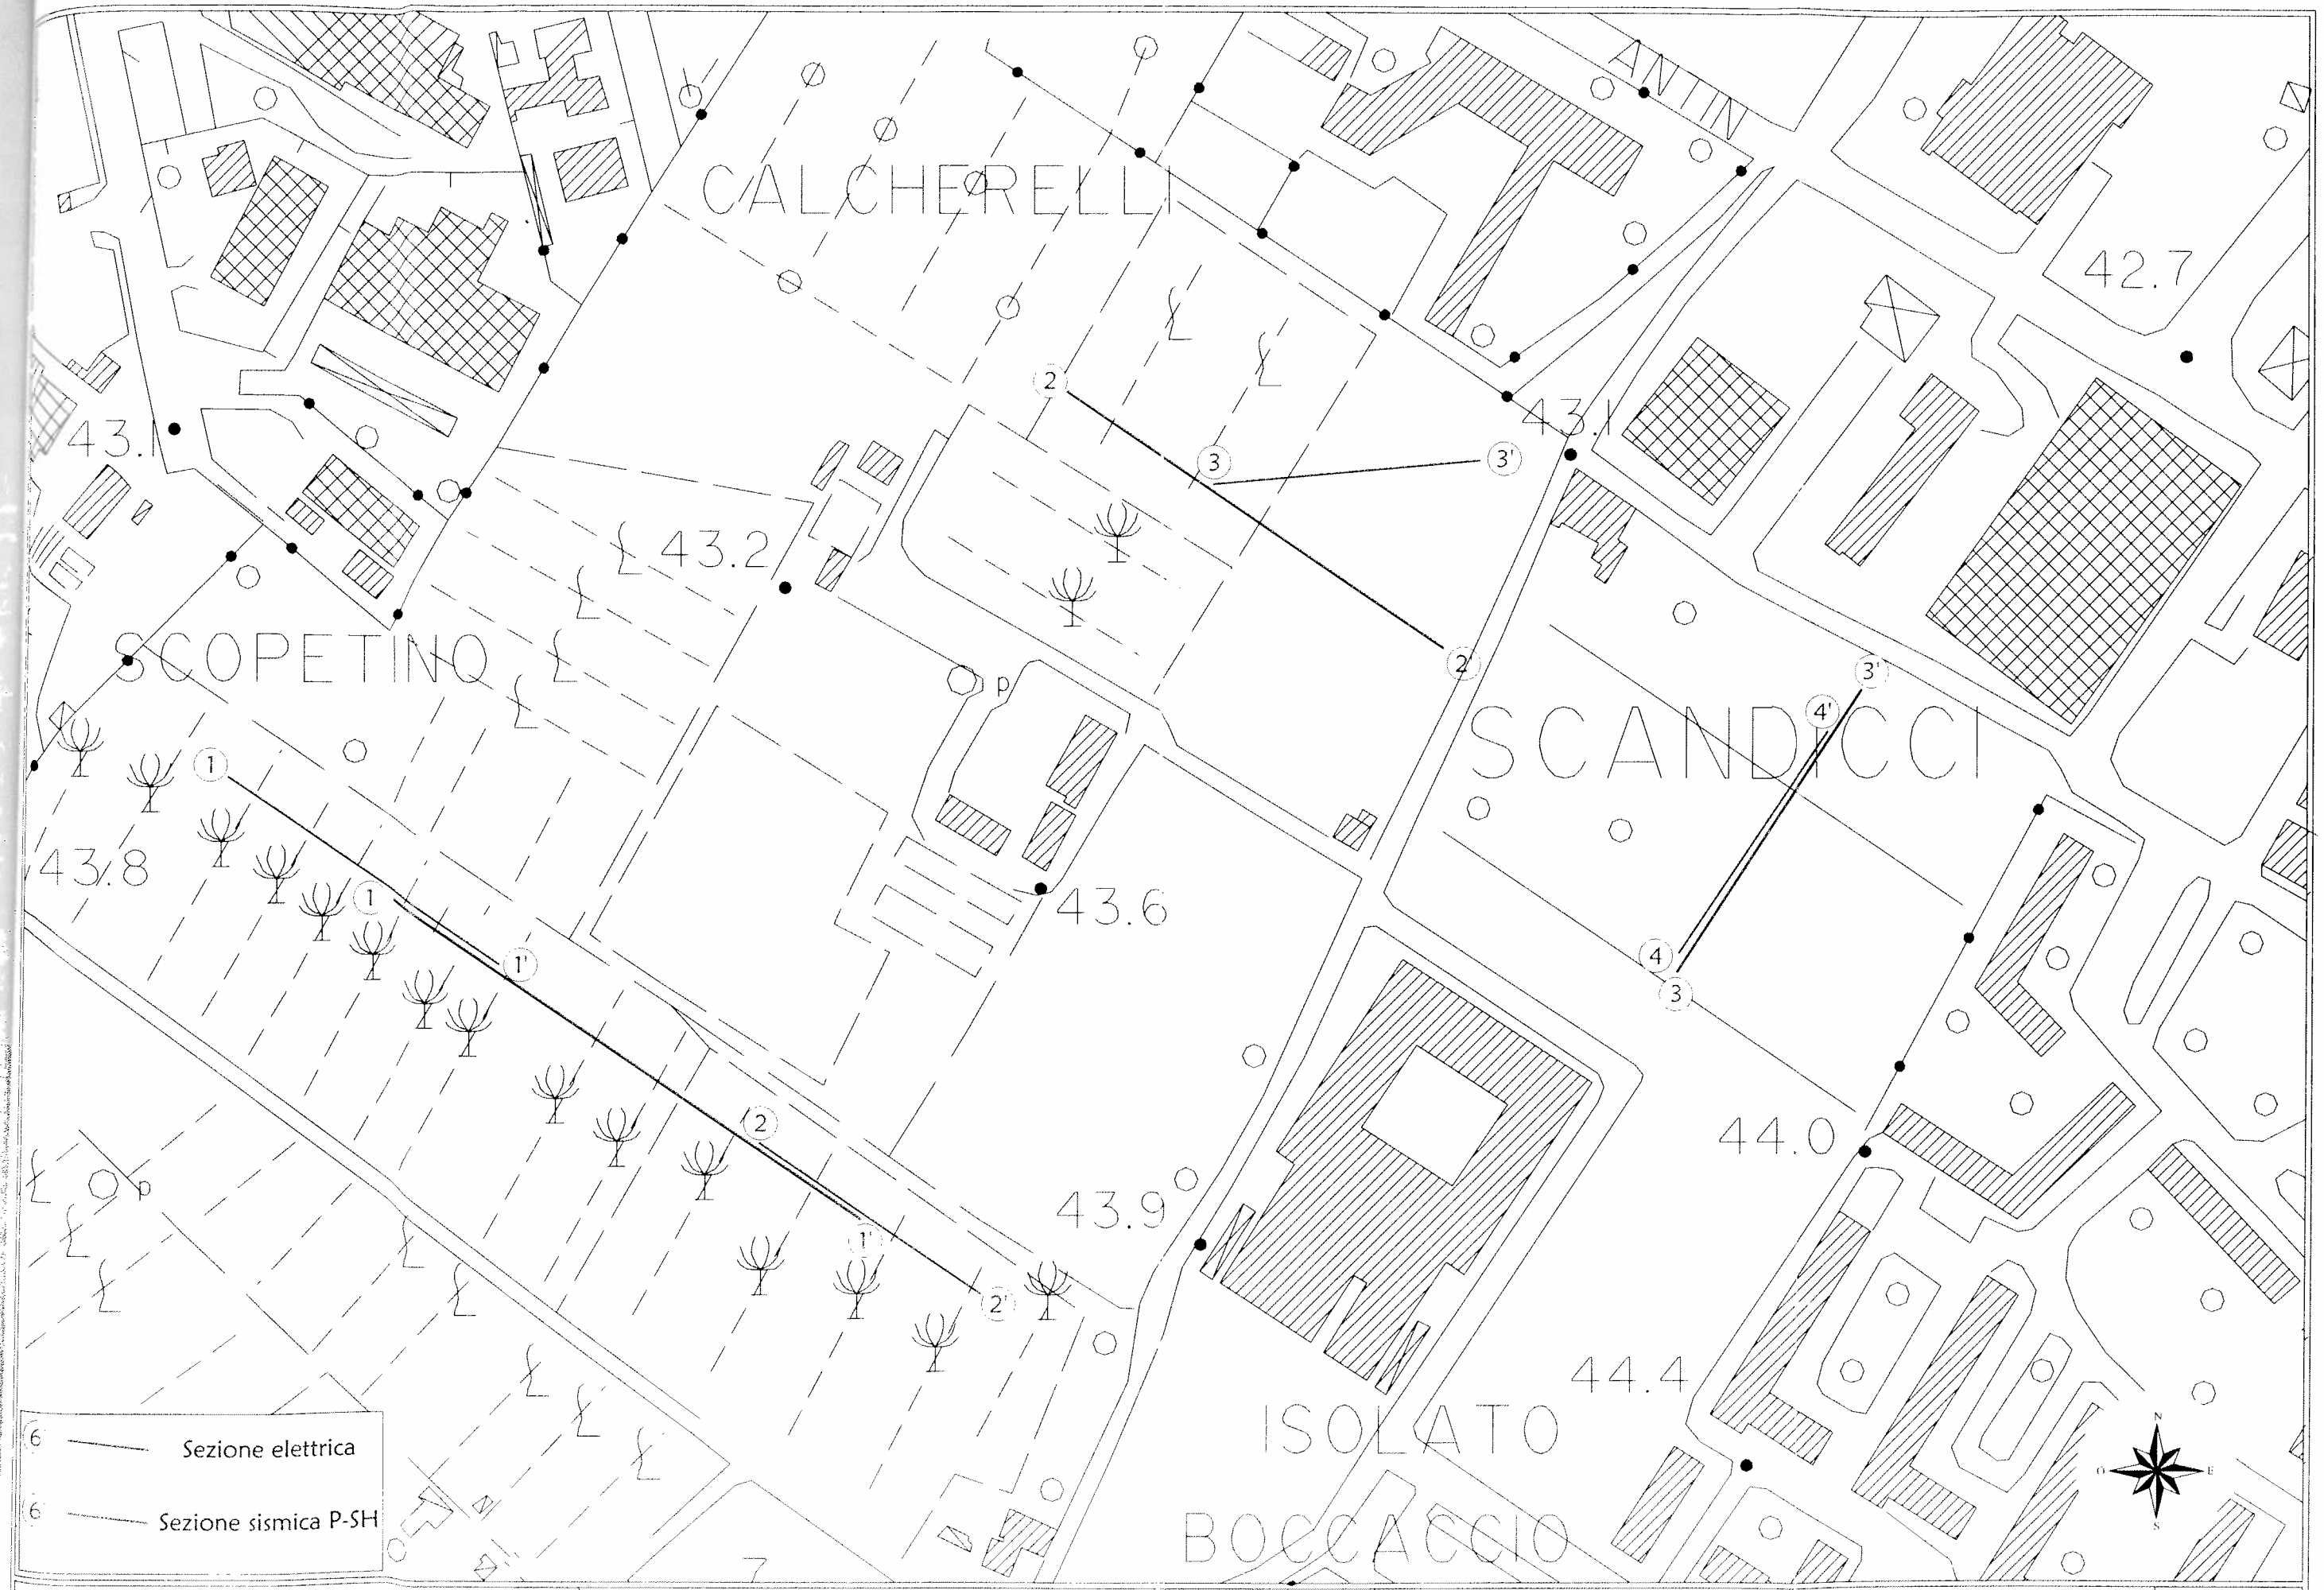 ANTIN
CALCHERELLI
42.7
2
43.1
43.1
3
3'
43.2
SCOPETINO
2'
p
3'
4'
SCANDICCI
1
43.8
1
43.6
1'
4
3
2
44.0
p
43.9
1'
2'
44.4
ISOLATO
N
6
Sezione elettrica
O
E
6
Sezione sismica P-SH
S
BOCCACCIO